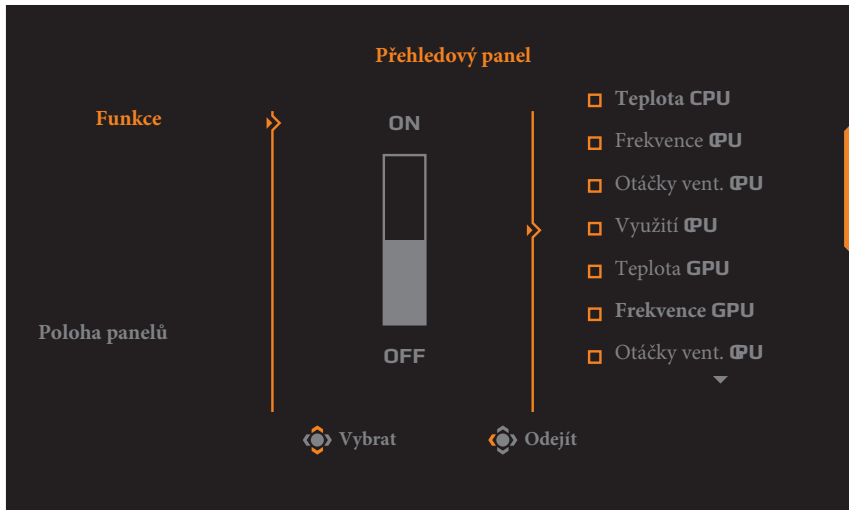 Přehledový panel
Funkce
Poloha panelů
ON
OFF
Teplota CPU
Frekvence CPU
Otáčky vent. CPU
Využití CPU
Teplota GPU
Frekvence GPU
Otáčky vent. GPU
Vybrat
Odejít